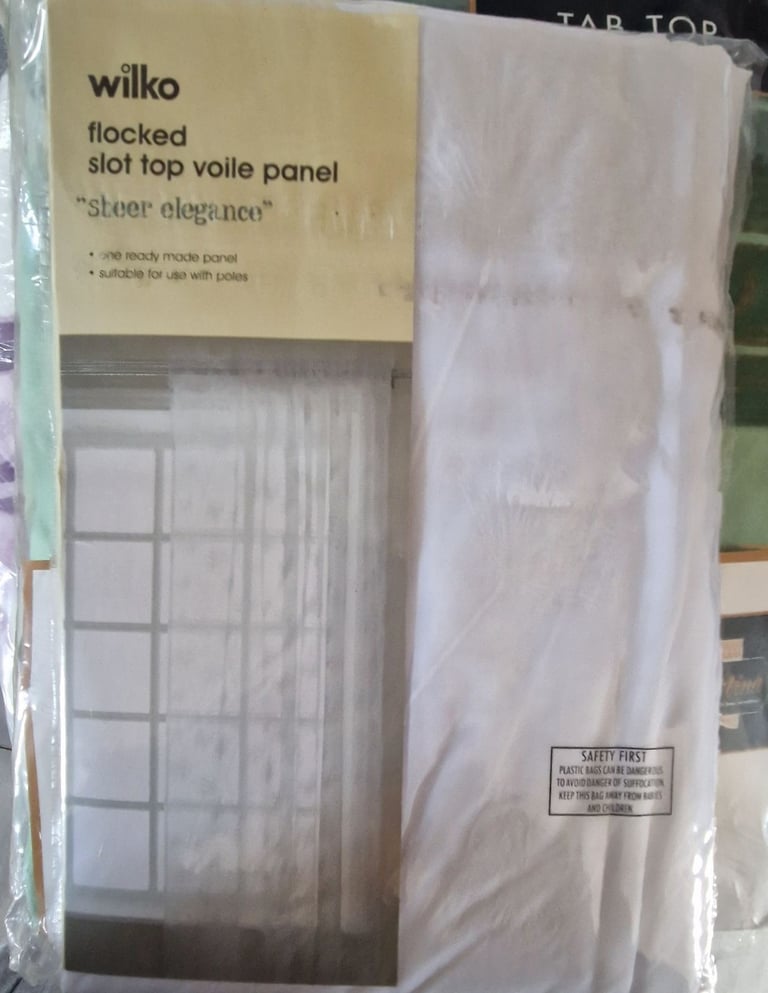 TAB TOP
wilko
flocked
slot top voile panel
"sheer elegance"
• one ready made panel
• suitable for use with poles
SAFETY FIRST
PLASTIC BAGS CAN BE DANGEROUS
TO AVOID DANGER OF SUFFOCATION
KEEP THIS BAG AWAY FROM BABIES
AND CHILDREN